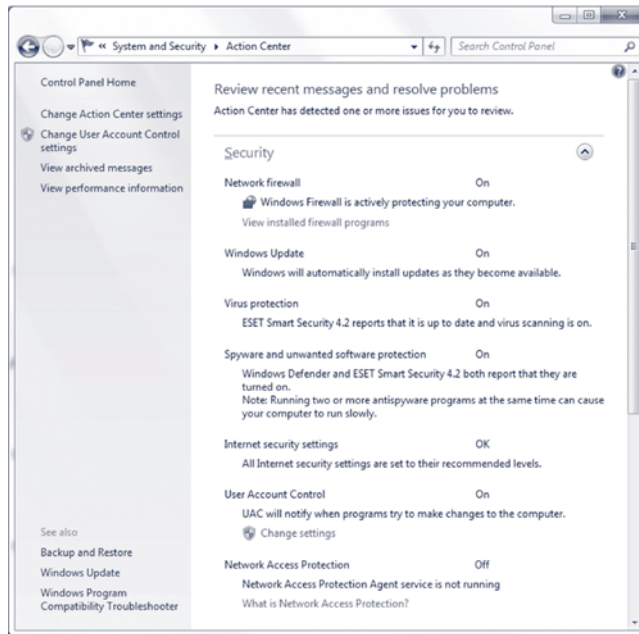 « System and Security ▸ Action Center
Search Control Panel
Control Panel Home
Change Action Center settings
Change User Account Control
settings
View archived messages
View performance information
See also
Backup and Restore
Windows Update
Windows Program
Compatibility Troubleshooter
Review recent messages and resolve problems
Action Center has detected one or more issues for you to review.
Security
Network firewall On
Windows Firewall is actively protecting your computer.
View installed firewall programs
Windows Update On
Windows will automatically install updates as they become available.
Virus protection On
ESET Smart Security 4.2 reports that it is up to date and virus scanning is on.
Spyware and unwanted software protection On
Windows Defender and ESET Smart Security 4.2 both report that they are
turned on.
Note: Running two or more antispyware programs at the same time can cause
your computer to run slowly.
Internet security settings OK
All Internet security settings are set to their recommended levels.
User Account Control On
UAC will notify when programs try to make changes to the computer.
Change settings
Network Access Protection Off
Network Access Protection Agent service is not running
What is Network Access Protection?